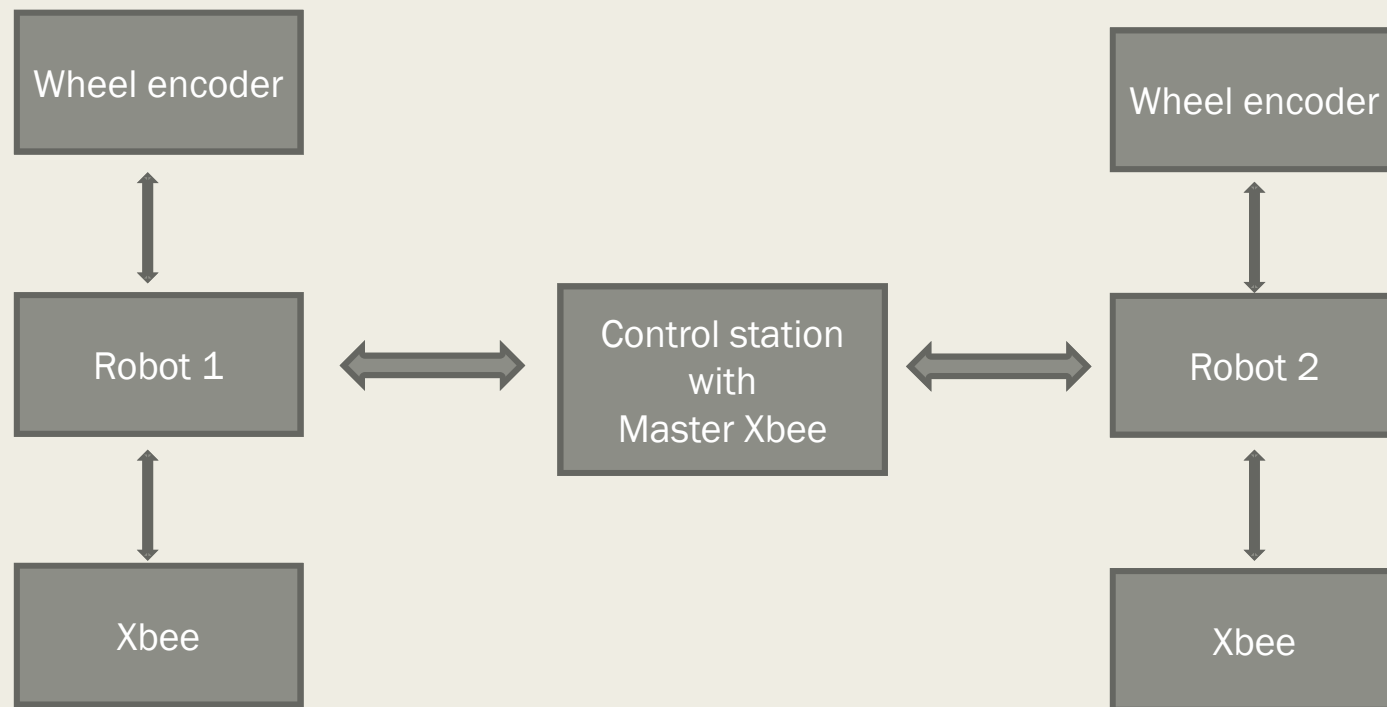 Wheel encoder
Wheel encoder
Robot 1
Control station
with
Master Xbee
Robot 2
Xbee
Xbee